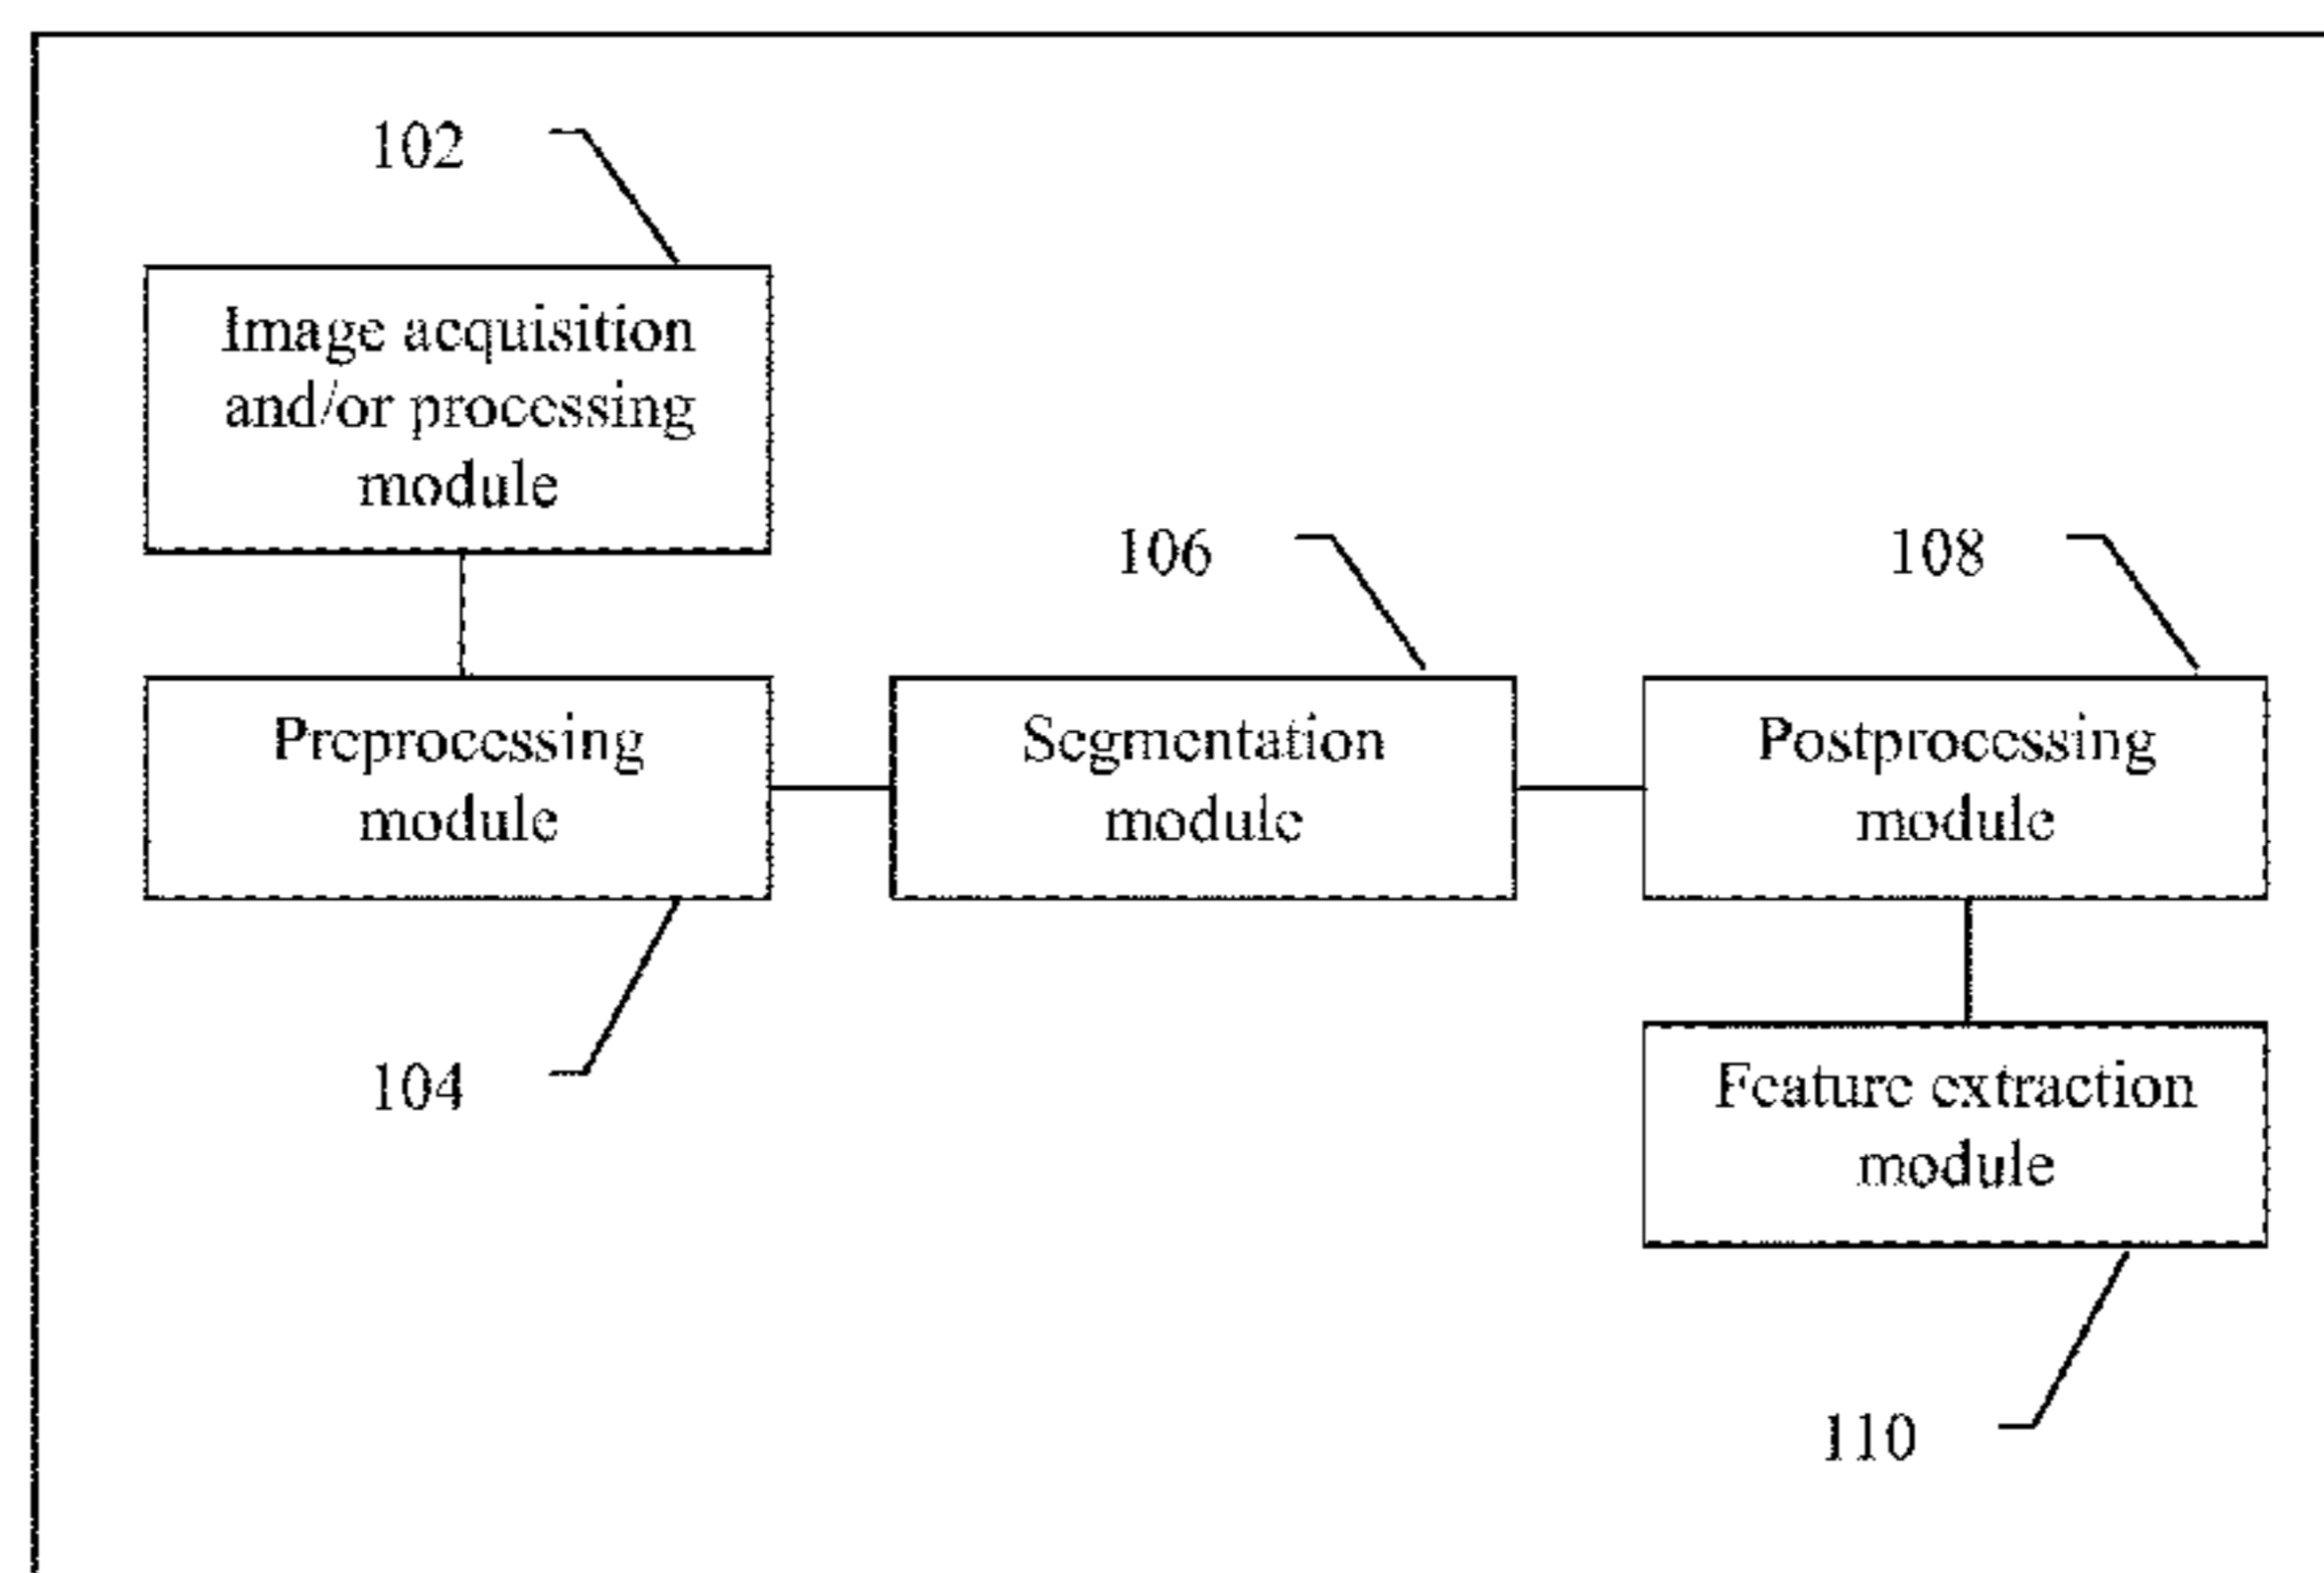 102
Image acquisition
and/or processing
module
106
108
Preprocessing
module
Segmentation
module
Postprocessing
module
104
Feature extraction
module
110